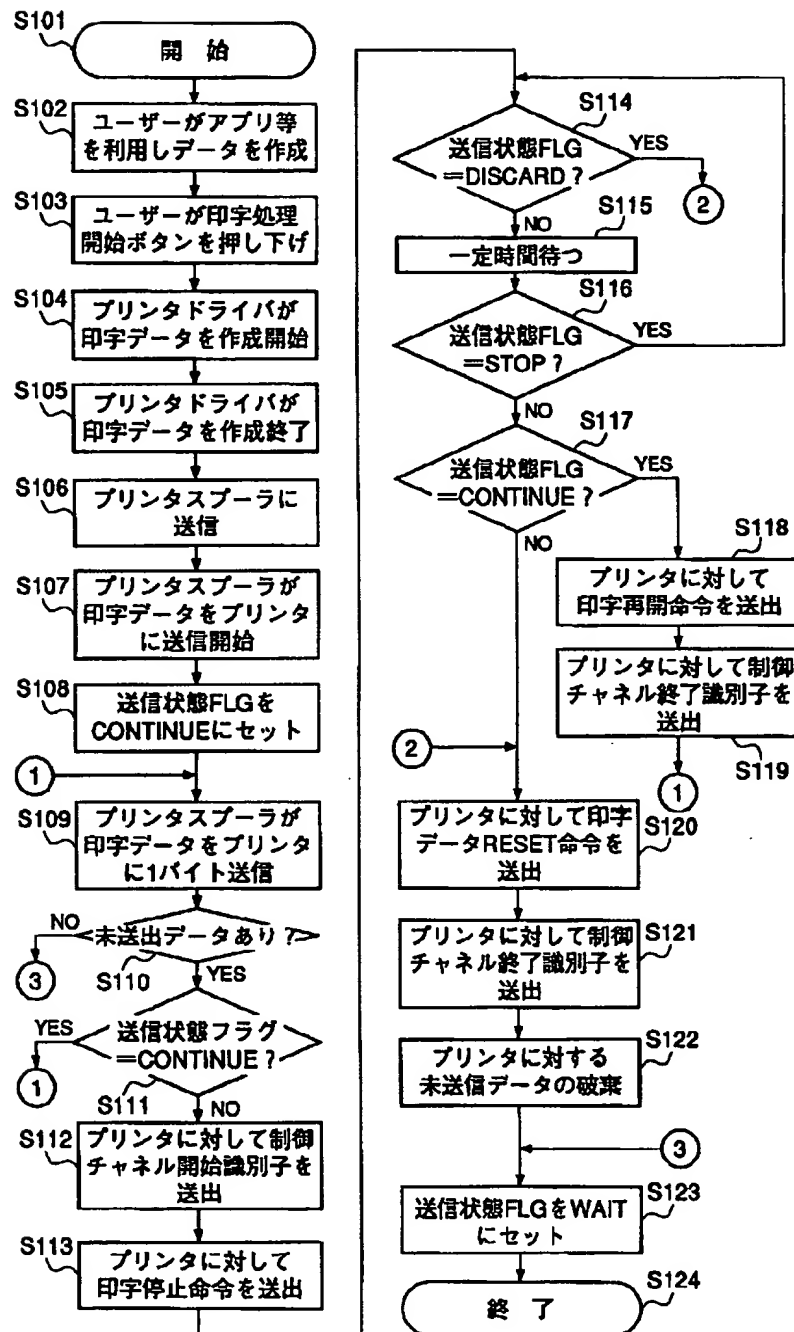 S101
開 始
S102
ユーザーがアプリ等
を利用しデータを作成
S103
ユーザーが印字処理
開始ボタンを押し下げ
S104
プリンタドライバが
印字データを作成開始
S105
プリンタドライバが
印字データを作成終了
S106
プリンタスプーラに
送信
S107
プリンタスプーラが
印字データをプリンタ
に送信開始
S108
送信状態FLGを
CONTINUEにセット
1
S109
プリンタスプーラが
印字データをプリンタ
に1バイト送信
NO
未送出データあり?
3
S110
YES
YES
送信状態フラグ
=CONTINUE?
1
S111
NO
S112
プリンタに対して制御
チャネル開始識別子を
送出
S113
プリンタに対して
印字停止命令を送出
S114
送信状態FLG
=DISCARD?
YES
2
NO
S115
一定時間待つ
S116
送信状態FLG
=STOP?
YES
NO
S117
送信状態FLG
=CONTINUE?
YES
NO
S118
プリンタに対して
印字再開命令を送出
プリンタに対して制御
チャネル終了識別子を
送出
S119
1
2
プリンタに対して印字
データRESET命令を
送出
S120
プリンタに対して制御
チャネル終了識別子を
送出
S121
プリンタに対する
未送信データの破棄
S122
3
送信状態FLGをWAIT
にセット
S123
終 了
S124